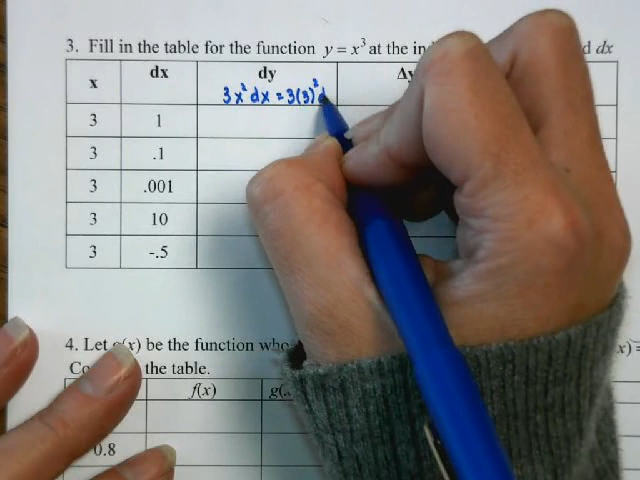 3. Fill in the table for the function y = x³ at the in d dx
x dx dy Δy
3x² dx = 3(3)² d
3 1
3 .1
3 .001
3 10
3 -.5
4. Let (x) be the function who x) =
Co the table.
f(x) g(
0.8